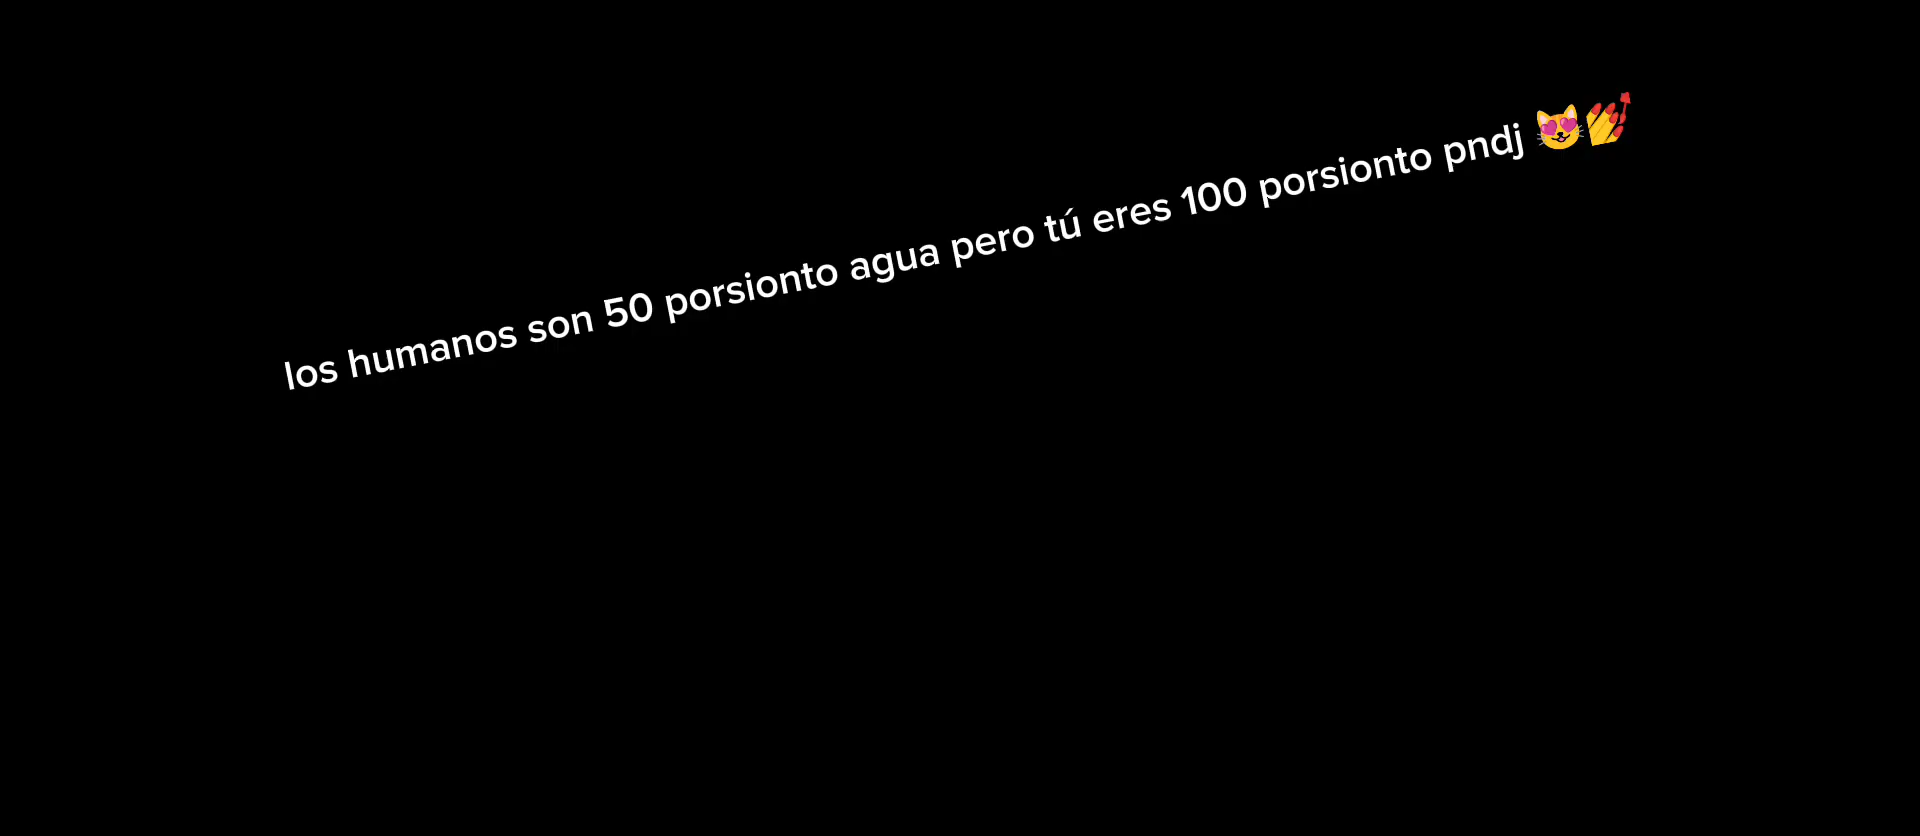 los humanos son 50 porsionto agua pero tú eres 100 porsionto pndj 😻💅